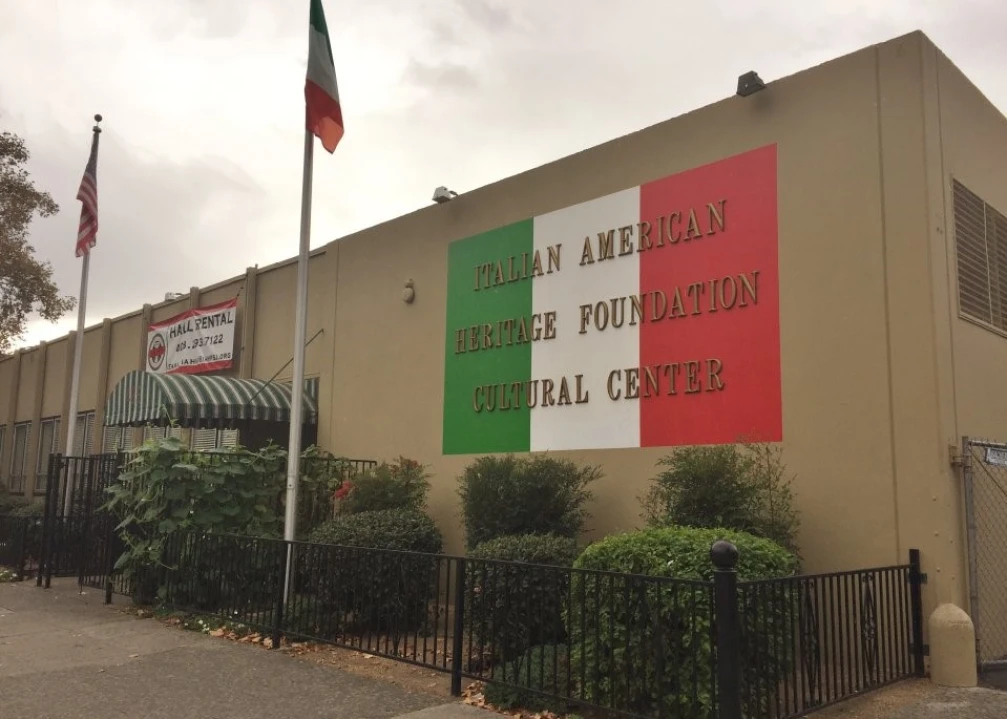 HALL RENTAL
ITALIAN AMERICAN
HERITAGE FOUNDATION
CULTURAL CENTER